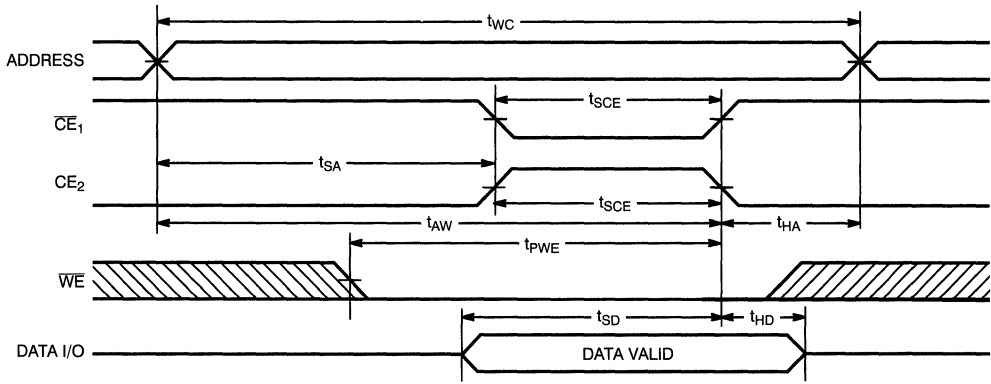 tWC
ADDRESS
tSCE
CE1
tSA
CE2
tSCE
tAW
tHA
tPWE
WE
tSD
tHD
DATA I/O
DATA VALID